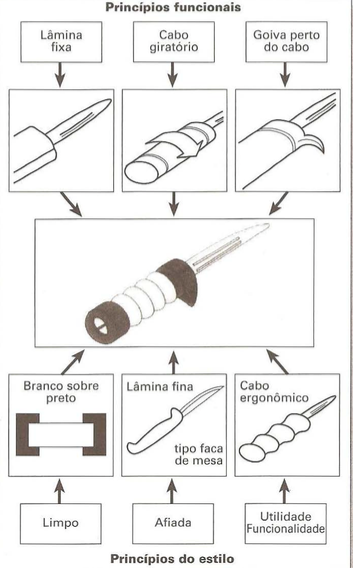 Princípios funcionais
Lâmina
fixa
Cabo
giratório
Goiva perto
do cabo
Branco sobre
preto
Lâmina fina
tipo faca
de mesa
Cabo
ergonômico
Limpo
Afiada
Utilidade
Funcionalidade
Princípios do estilo